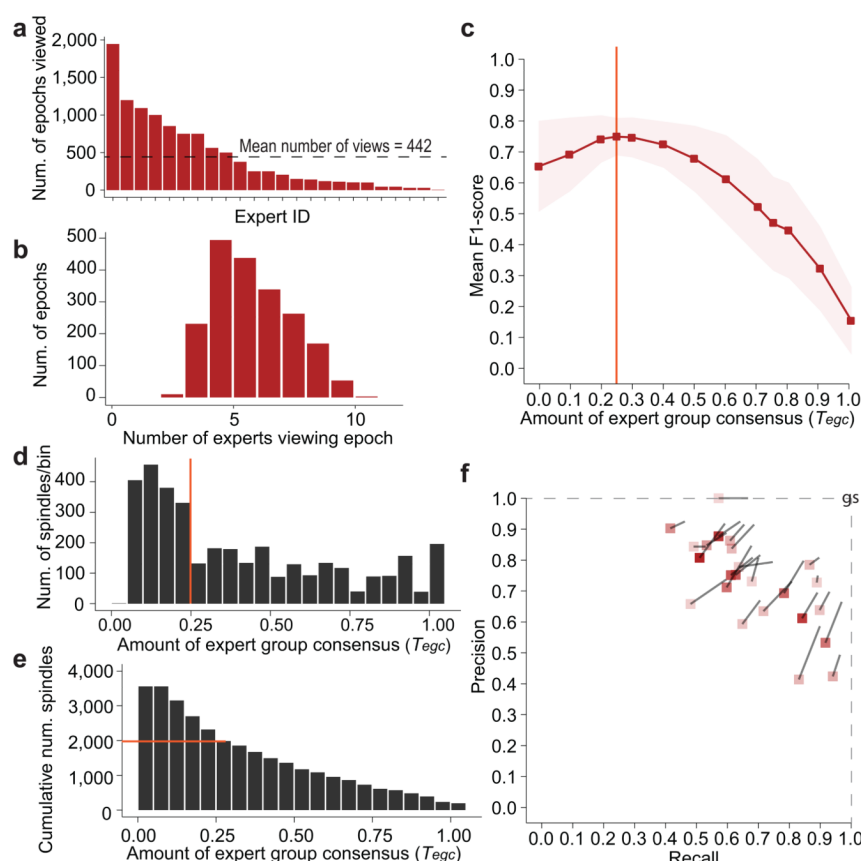 a
Num. of epochs viewed
2,000
1,500
1,000
500
0
Mean number of views = 442
Expert ID
b
Num. of epochs
500
400
300
200
100
0
0 5 10
Number of experts viewing epoch
c
Mean F1-score
1.0
0.9
0.8
0.7
0.6
0.5
0.4
0.3
0.2
0.1
0.0
0.0 0.1 0.2 0.3 0.4 0.5 0.6 0.7 0.8 0.9 1.0
Amount of expert group consensus (Tegc)
d
Num. of spindles/bin
400
300
200
100
0
0.00 0.25 0.50 0.75 1.00
Amount of expert group consensus (Tegc)
e
Cumulative num. spindles
4,000
3,000
2,000
1,000
0
0.00 0.25 0.50 0.75 1.00
Amount of expert group consensus (Tegc)
f
Precision
1.0
0.9
0.8
0.7
0.6
0.5
0.4
0.3
0.2
0.1
0.0
gs
0.0 0.1 0.2 0.3 0.4 0.5 0.6 0.7 0.8 0.9 1.0
Recall